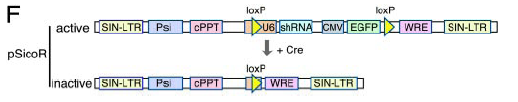 F
loxP loxP
active SIN-LTR Psi cPPT U6 shRNA CMV EGFP WRE SIN-LTR
pSicoR + Cre
loxP
inactive SIN-LTR Psi cPPT WRE SIN-LTR